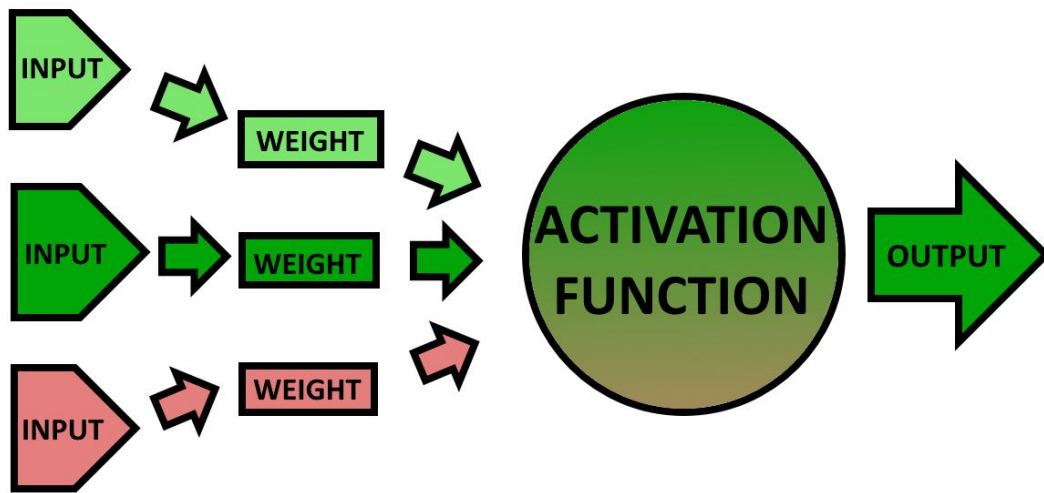 INPUT
WEIGHT
INPUT
WEIGHT
INPUT
WEIGHT
ACTIVATION
FUNCTION
OUTPUT